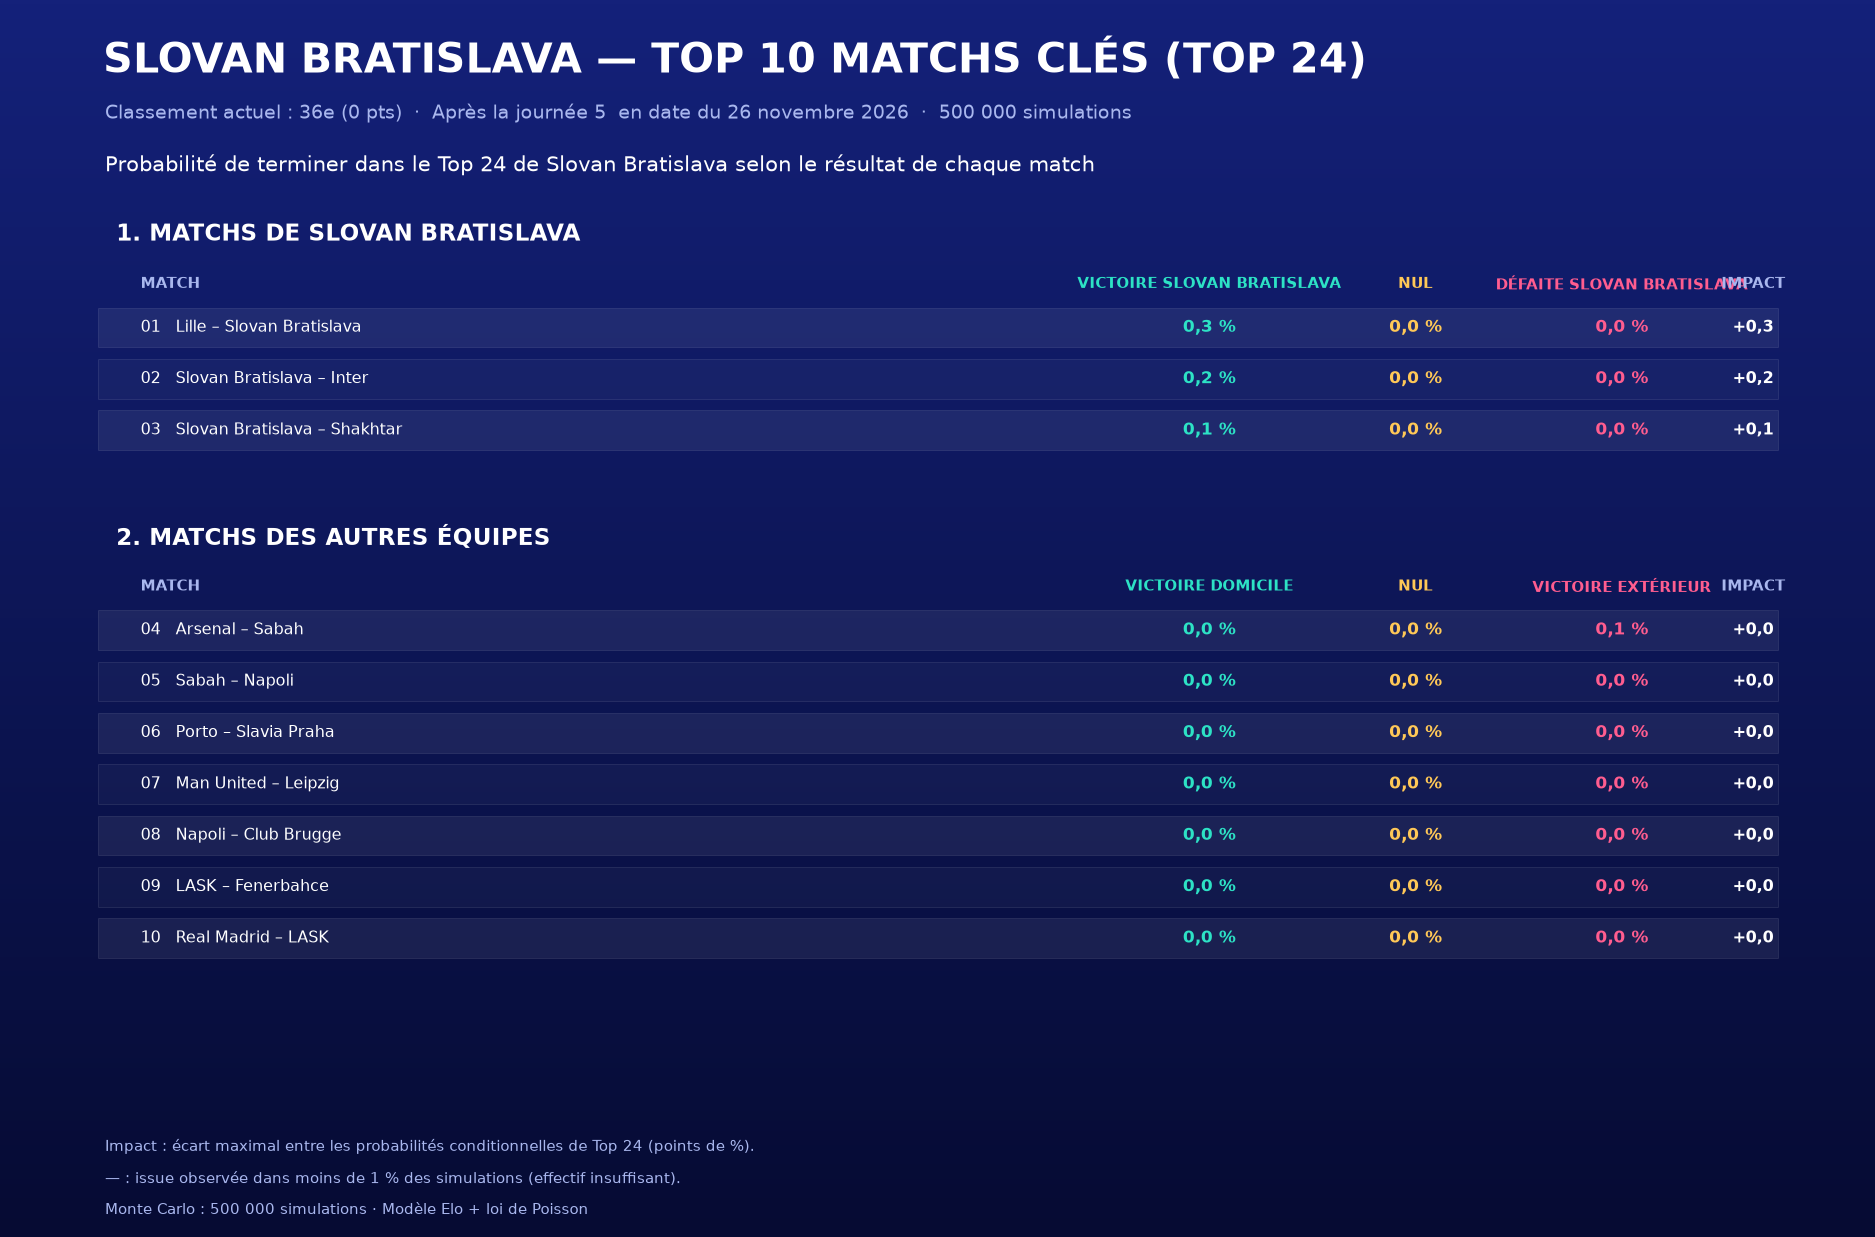 SLOVAN BRATISLAVA — TOP 10 MATCHS CLÉS (TOP 24)
Classement actuel : 36e (0 pts) · Après la journée 5 en date du 26 novembre 2026 · 500 000 simulations
Probabilité de terminer dans le Top 24 de Slovan Bratislava selon le résultat de chaque match
1. MATCHS DE SLOVAN BRATISLAVA
MATCH VICTOIRE SLOVAN BRATISLAVA NUL DÉFAITE SLOVAN BRATISLAVA IMPACT
01 Lille – Slovan Bratislava 0,3 % 0,0 % 0,0 % +0,3
02 Slovan Bratislava – Inter 0,2 % 0,0 % 0,0 % +0,2
03 Slovan Bratislava – Shakhtar 0,1 % 0,0 % 0,0 % +0,1
2. MATCHS DES AUTRES ÉQUIPES
MATCH VICTOIRE DOMICILE NUL VICTOIRE EXTÉRIEUR IMPACT
04 Arsenal – Sabah 0,0 % 0,0 % 0,1 % +0,0
05 Sabah – Napoli 0,0 % 0,0 % 0,0 % +0,0
06 Porto – Slavia Praha 0,0 % 0,0 % 0,0 % +0,0
07 Man United – Leipzig 0,0 % 0,0 % 0,0 % +0,0
08 Napoli – Club Brugge 0,0 % 0,0 % 0,0 % +0,0
09 LASK – Fenerbahce 0,0 % 0,0 % 0,0 % +0,0
10 Real Madrid – LASK 0,0 % 0,0 % 0,0 % +0,0
Impact : écart maximal entre les probabilités conditionnelles de Top 24 (points de %).
— : issue observée dans moins de 1 % des simulations (effectif insuffisant).
Monte Carlo : 500 000 simulations · Modèle Elo + loi de Poisson